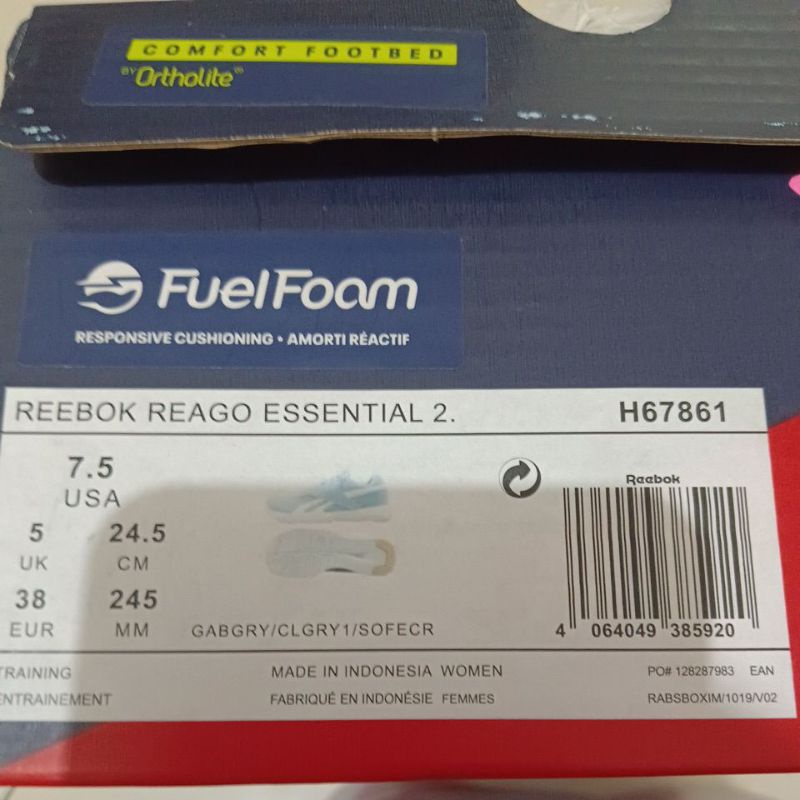 COMFORT FOOTBED
BY Ortholite®
FuelFoam
RESPONSIVE CUSHIONING • AMORTI RÉACTIF
REEBOK REAGO ESSENTIAL 2. H67861
7.5
USA
5 24.5
UK CM
38 245
EUR MM
GABGRY/CLGRY1/SOFECR
Reebok
4 064049 385920
TRAINING MADE IN INDONESIA WOMEN PO# 128287983 EAN
ENTRAINEMENT FABRIQUÉ EN INDONÉSIE FEMMES RABSBOXIM/1019/V02